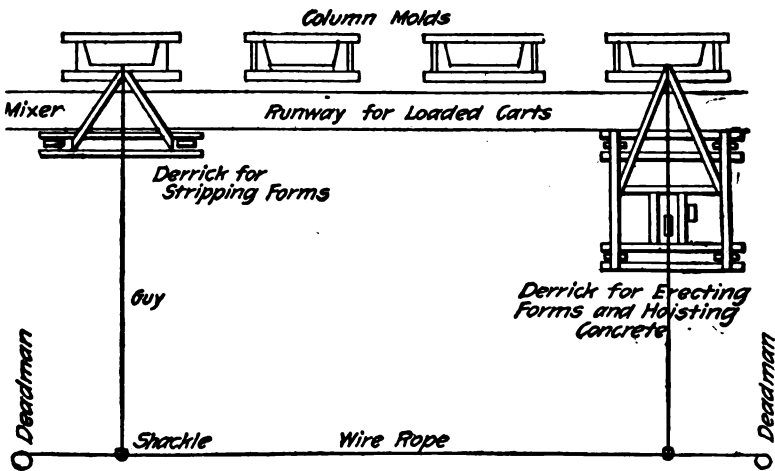 Column Molds
Mixer
Runway for Loaded Carts
Derrick for
Stripping Forms
Guy
Derrick for Erecting
Forms and Hoisting
Concrete
Deadman
Deadman
Shackle
Wire Rope